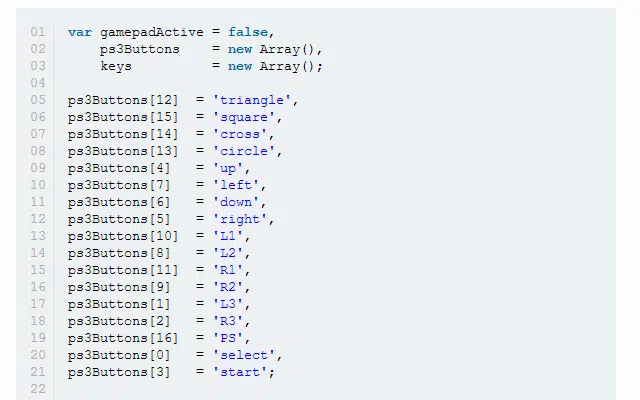 01 var gamepadActive = false,
02     ps3Buttons    = new Array(),
03     keys          = new Array();
04
05 ps3Buttons[12]  = 'triangle',
06 ps3Buttons[15]  = 'square',
07 ps3Buttons[14]  = 'cross',
08 ps3Buttons[13]  = 'circle',
09 ps3Buttons[4]   = 'up',
10 ps3Buttons[7]   = 'left',
11 ps3Buttons[6]   = 'down',
12 ps3Buttons[5]   = 'right',
13 ps3Buttons[10]  = 'L1',
14 ps3Buttons[8]   = 'L2',
15 ps3Buttons[11]  = 'R1',
16 ps3Buttons[9]   = 'R2',
17 ps3Buttons[1]   = 'L3',
18 ps3Buttons[2]   = 'R3',
19 ps3Buttons[16]  = 'PS',
20 ps3Buttons[0]   = 'select',
21 ps3Buttons[3]   = 'start';
22